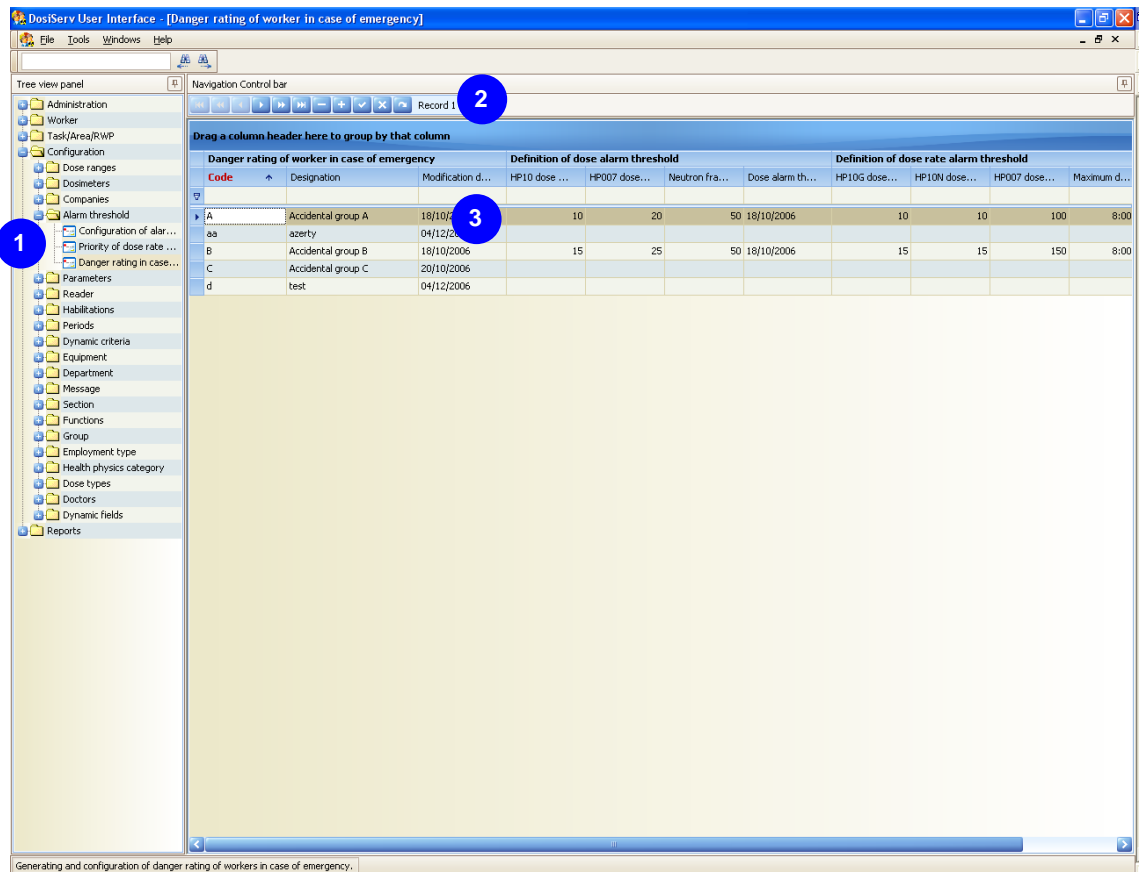 DosiServ User Interface - [Danger rating of worker in case of emergency]
File Tools Windows Help
Tree view panel
Administration
Worker
Task/Area/RWP
Configuration
Dose ranges
Dosimeters
Companies
Alarm threshold
Configuration of alar...
Priority of dose rate ...
Danger rating in case...
Parameters
Reader
Habilitations
Periods
Dynamic criteria
Equipment
Department
Message
Section
Functions
Group
Employment type
Health physics category
Dose types
Doctors
Dynamic fields
Reports
1
Navigation Control bar
Record 1
2
Drag a column header here to group by that column
Danger rating of worker in case of emergency Definition of dose alarm threshold Definition of dose rate alarm threshold
Code Designation Modification d... HP10 dose ... HP007 dose... Neutron fra... Dose alarm th... HP10G dose... HP10N dose... HP007 dose... Maximum d...
A Accidental group A 18/10/ 10 20 50 18/10/2006 10 10 100 8:00
3
aa azerty 04/12/
B Accidental group B 18/10/2006 15 25 50 18/10/2006 15 15 150 8:00
C Accidental group C 20/10/2006
d test 04/12/2006
Generating and configuration of danger rating of workers in case of emergency.